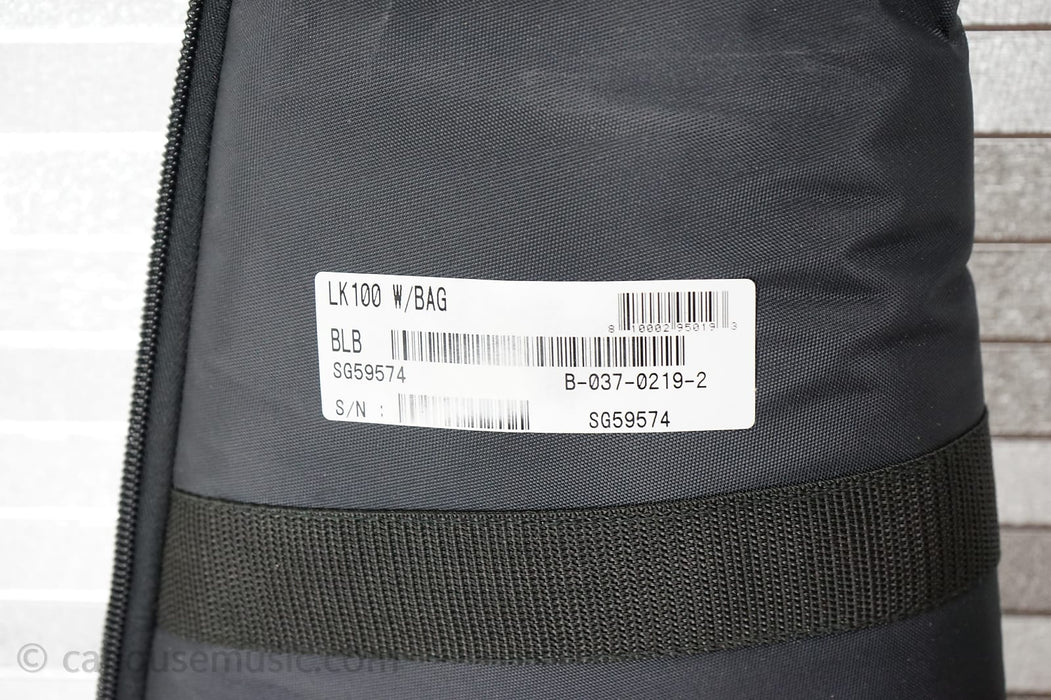 LK100 W/BAG
8 10002 95019 3
BLB
SG59574
B-037-0219-2
S/N :
SG59574
© carousemusic.com